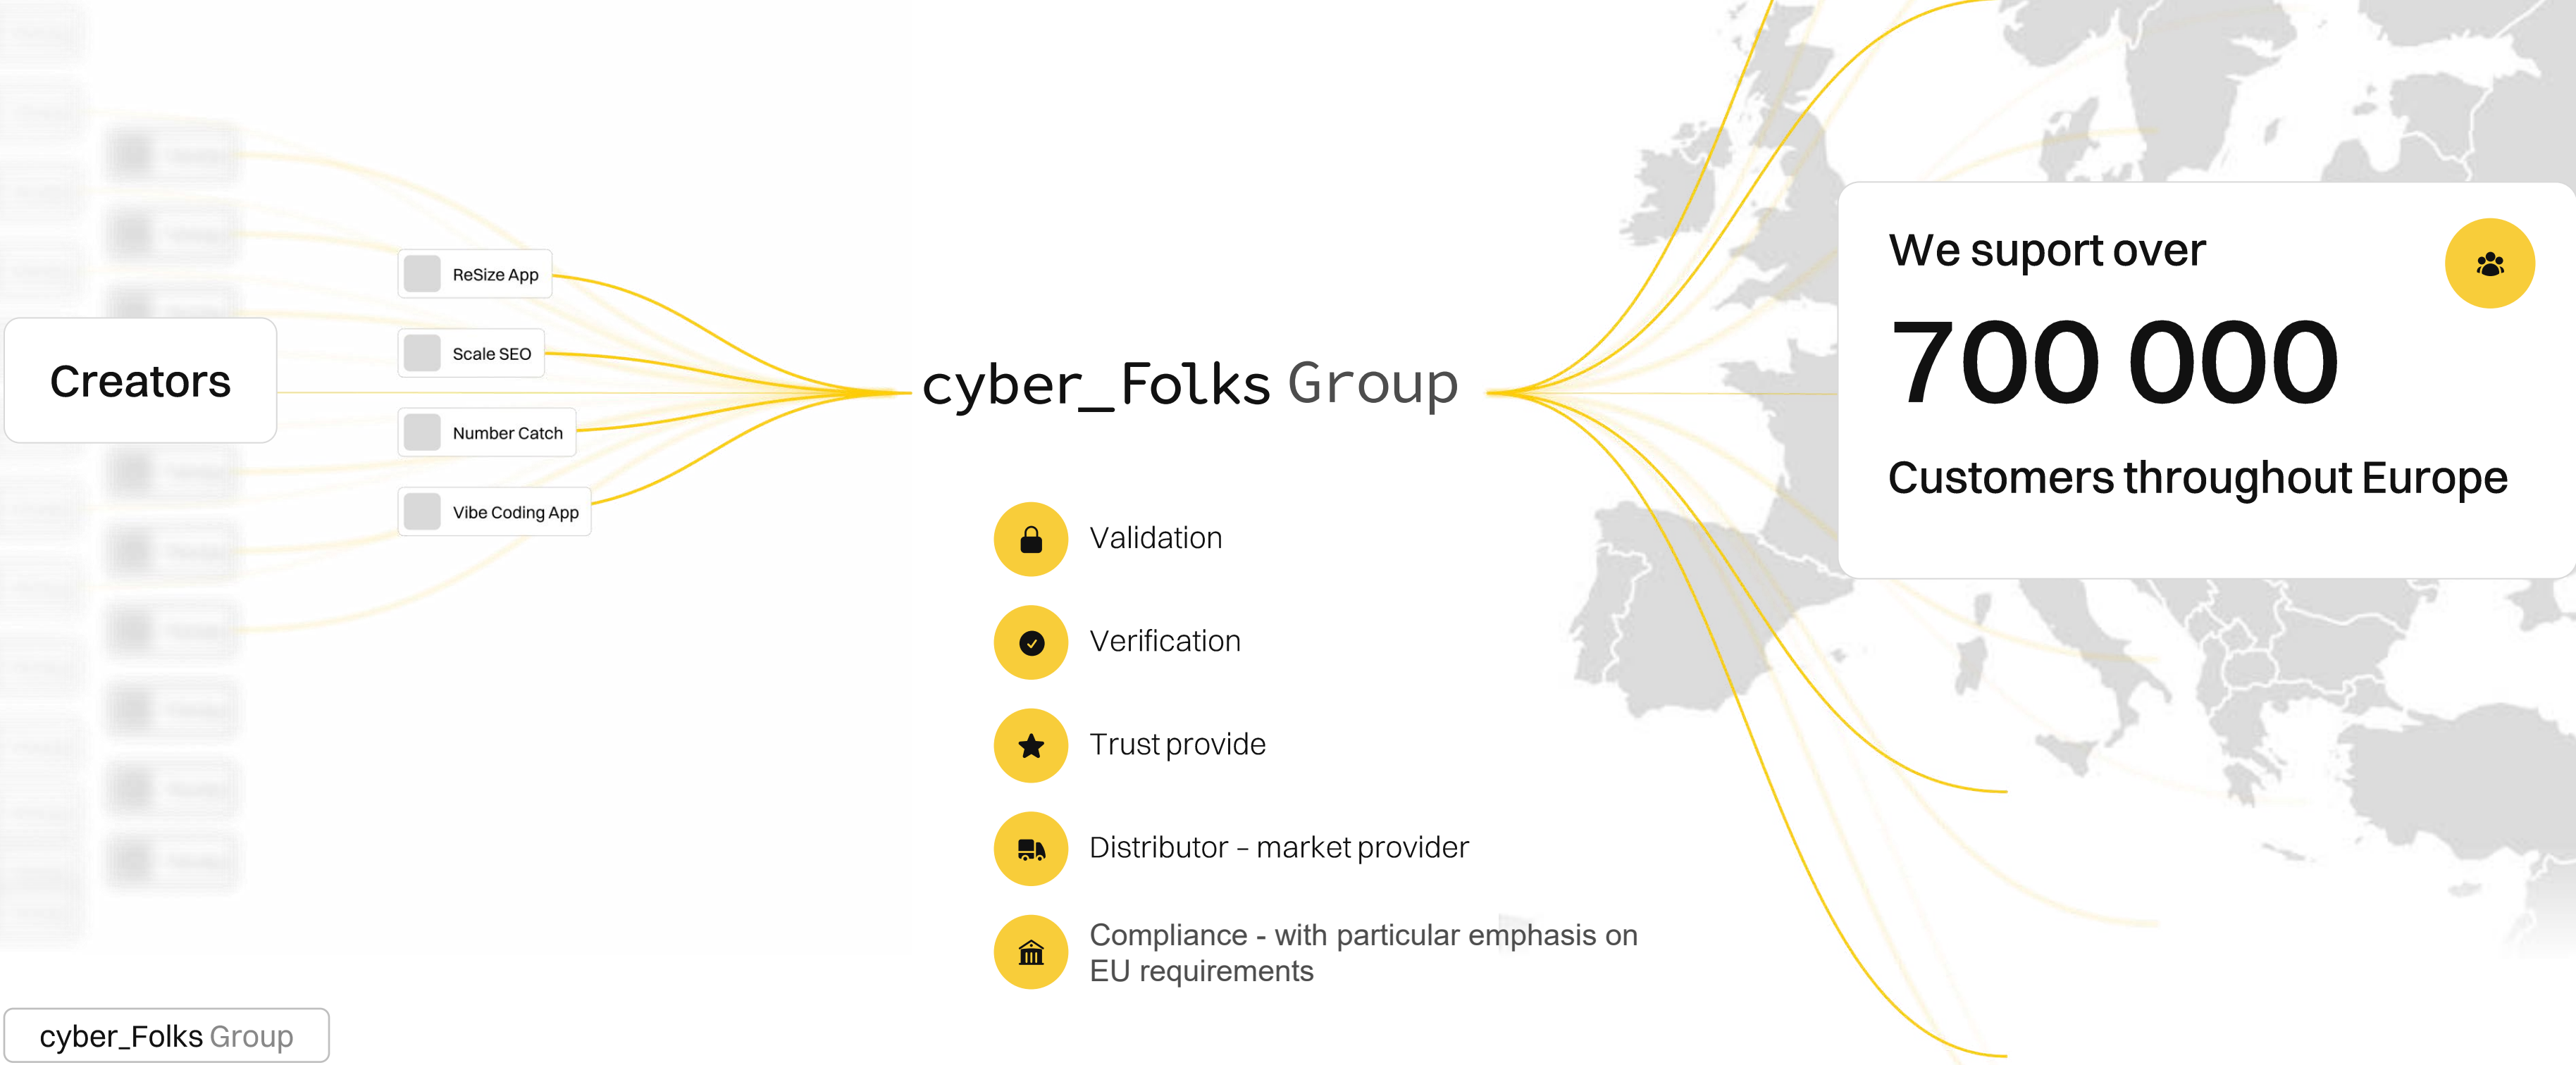 Creators
ReSize App
Scale SEO
Number Catch
Vibe Coding App
cyber_Folks Group
Validation
Verification
Trust provide
Distributor – market provider
Compliance - with particular emphasis on
EU requirements
We suport over
700 000
Customers throughout Europe
cyber_Folks Group